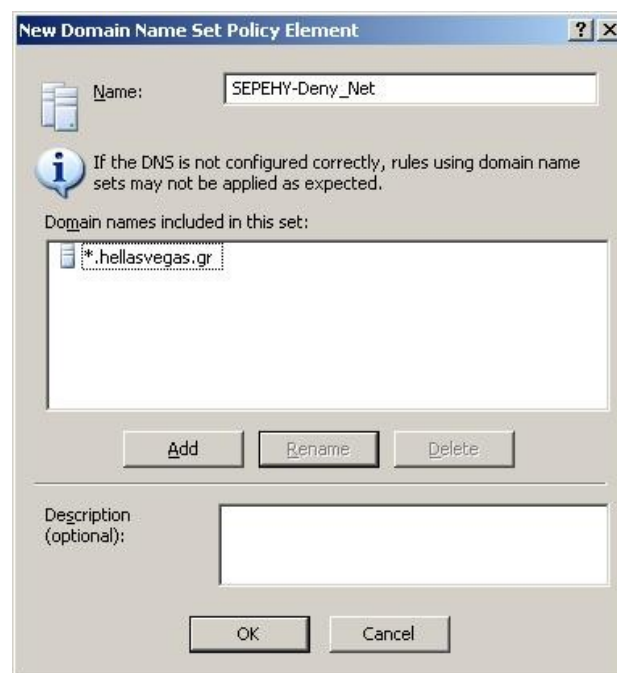 New Domain Name Set Policy Element
Name: SEPEHY-Deny_Net
If the DNS is not configured correctly, rules using domain name
sets may not be applied as expected.
Domain names included in this set:
*.hellasvegas.gr
Add Rename Delete
Description
(optional):
OK Cancel